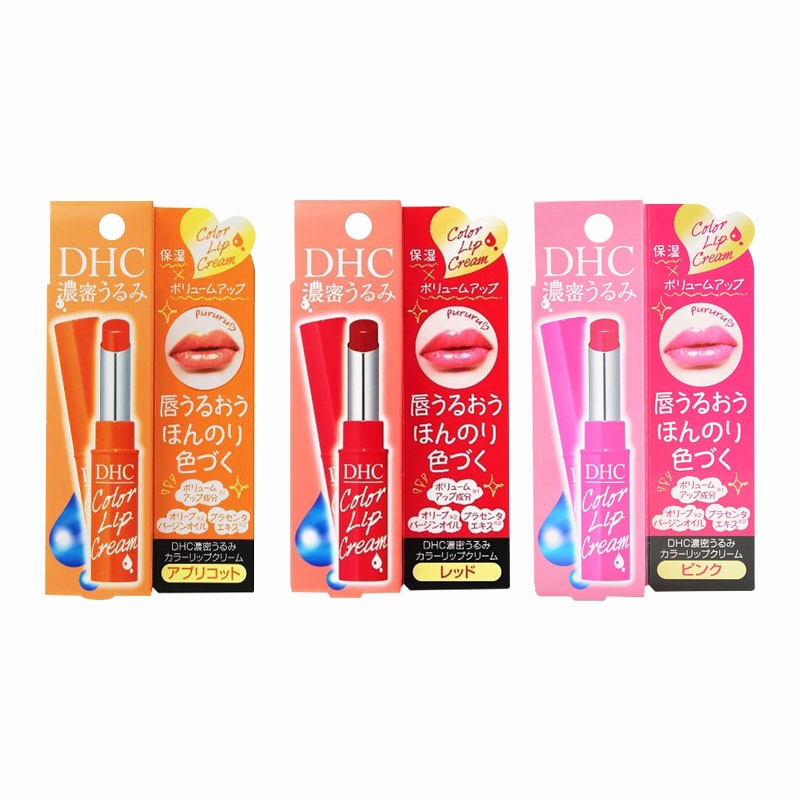 DHC
濃密うるみ
DHC
Color
Lip
Cream
Color
Lip
Cream
保湿
×
ボリュームアップ
pururu
唇うるおう
ほんのり
色づく
ボリューム
アップ成分※1
オリーブ※2
バージンオイル
プラセンタ
エキス※2
DHC濃密うるみ
カラーリップクリーム
アプリコット
DHC
濃密うるみ
DHC
Color
Lip
Cream
Color
Lip
Cream
保湿
×
ボリュームアップ
pururu
唇うるおう
ほんのり
色づく
ボリューム
アップ成分※1
オリーブ※2
バージンオイル
プラセンタ
エキス※2
DHC濃密うるみ
カラーリップクリーム
レッド
DHC
濃密うるみ
DHC
Color
Lip
Cream
Color
Lip
Cream
保湿
×
ボリュームアップ
pururu
唇うるおう
ほんのり
色づく
ボリューム
アップ成分※1
オリーブ※2
バージンオイル
プラセンタ
エキス※2
DHC濃密うるみ
カラーリップクリーム
ピンク